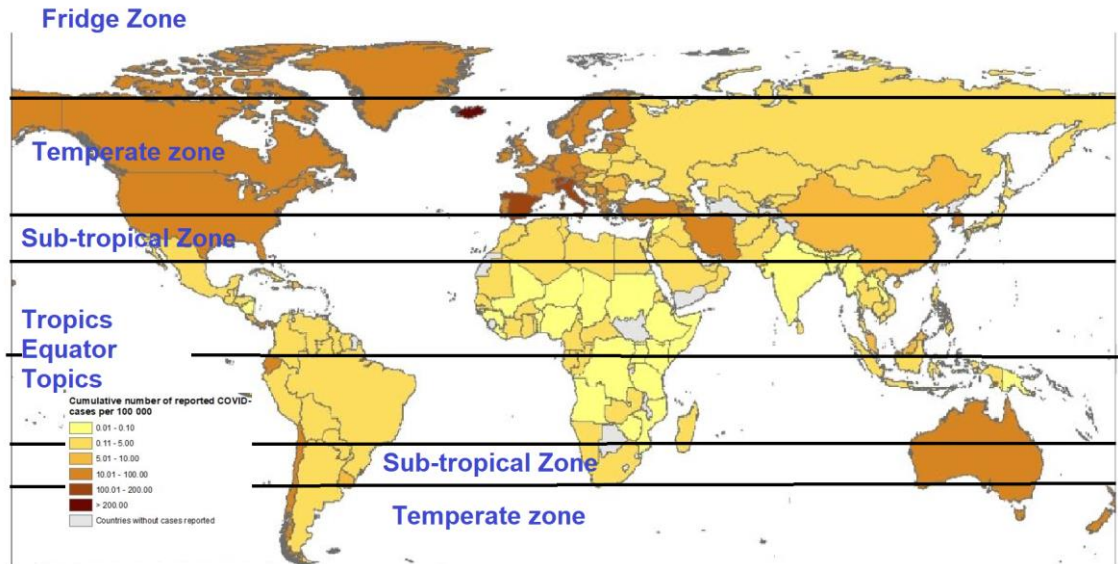 Fridge Zone
Temperate zone
Sub-tropical Zone
Tropics
Equator
Topics
Cumulative number of reported COVID-
cases per 100 000
0.01 - 0.10
0.11 - 5.00
5.01 - 10.00
10.01 - 100.00
100.01 - 200.00
> 200.00
Countries without cases reported
Sub-tropical Zone
Temperate zone